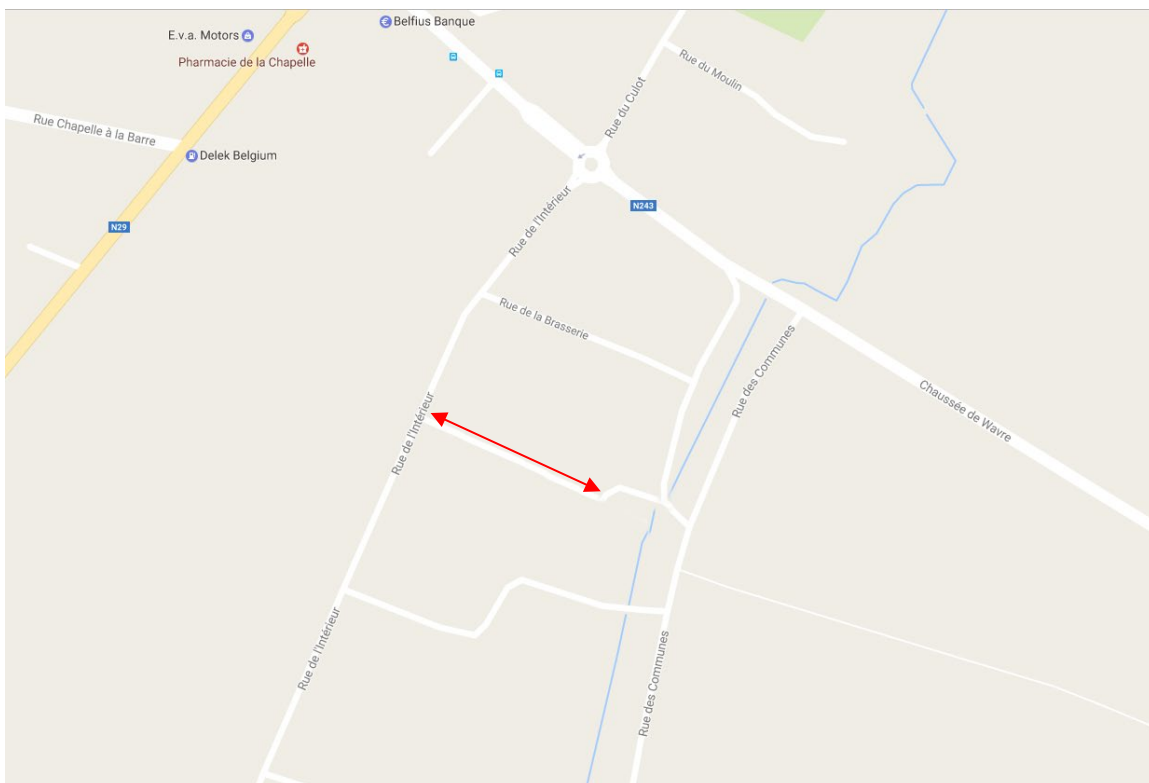 Belfius Banque
E.v.a. Motors
Pharmacie de la Chapelle
Rue du Moulin
Rue du Culot
Rue Chapelle à la Barre
Delek Belgium
N243
N29
Rue de l'Intérieur
Rue de la Brasserie
Rue des Communes
Chaussée de Wavre
Rue de l'Intérieur
Rue de l'Intérieur
Rue des Communes